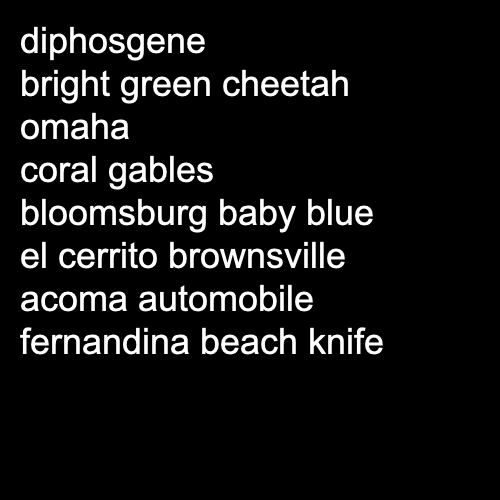 diphosgene
bright green cheetah
omaha
coral gables
bloomsburg baby blue
el cerrito brownsville
acoma automobile
fernandina beach knife